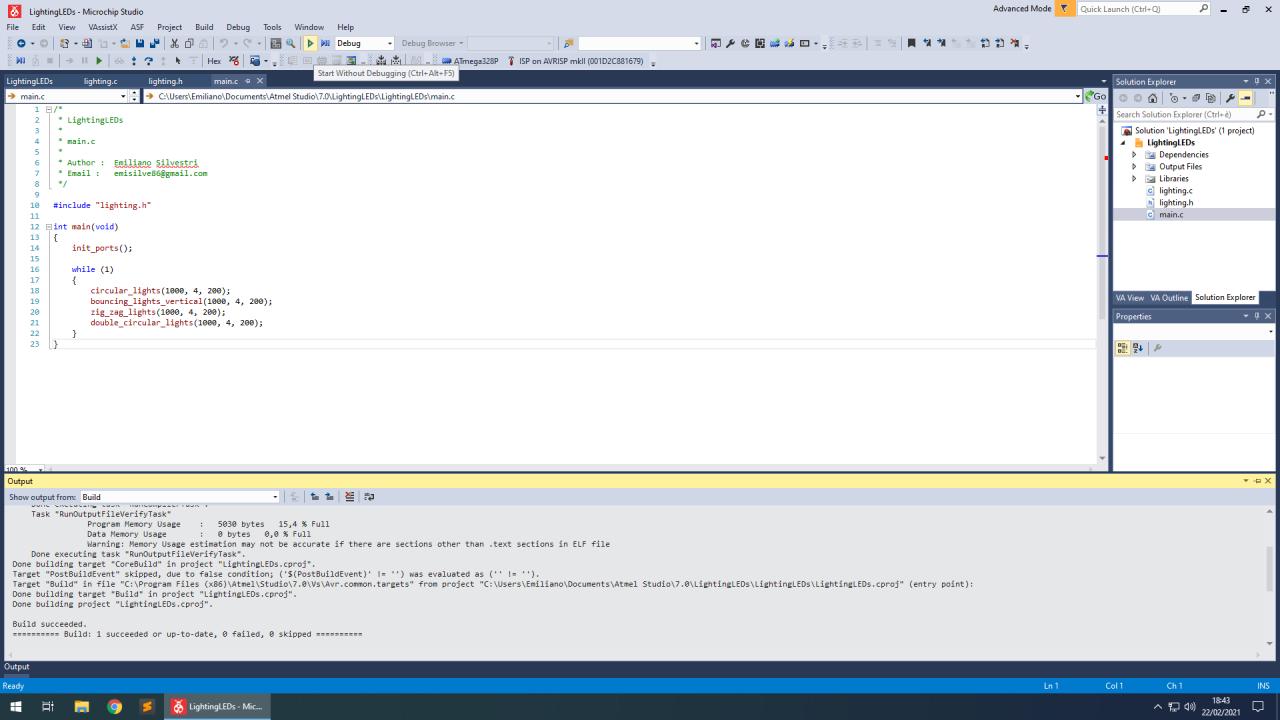 LightingLEDs - Microchip Studio
Advanced Mode
Quick Launch (Ctrl+Q)
File Edit View VAssistX ASF Project Build Debug Tools Window Help
Debug
Debug Browser
Hex
ATmega328P
ISP on AVRISP mkII (001D2C881679)
Start Without Debugging (Ctrl+Alt+F5)
LightingLEDs lighting.c lighting.h main.c
main.c
C:\Users\Emiliano\Documents\Atmel Studio\7.0\LightingLEDs\LightingLEDs\main.c
Go
1 /*
2 * LightingLEDs
3 *
4 * main.c
5 *
6 * Author : Emiliano Silvestri
7 * Email : emisilve86@gmail.com
8 */
9
10 #include "lighting.h"
11
12 int main(void)
13 {
14 init_ports();
15
16 while (1)
17 {
18 circular_lights(1000, 4, 200);
19 bouncing_lights_vertical(1000, 4, 200);
20 zig_zag_lights(1000, 4, 200);
21 double_circular_lights(1000, 4, 200);
22 }
23 }
100 %
Solution Explorer
Search Solution Explorer (Ctrl+è)
Solution 'LightingLEDs' (1 project)
LightingLEDs
Dependencies
Output Files
Libraries
lighting.c
lighting.h
main.c
VA View VA Outline Solution Explorer
Properties
Output
Show output from: Build
Done executing task "RunCompilerTask".
Task "RunOutputFileVerifyTask"
Program Memory Usage : 5030 bytes 15,4 % Full
Data Memory Usage : 0 bytes 0,0 % Full
Warning: Memory Usage estimation may not be accurate if there are sections other than .text sections in ELF file
Done executing task "RunOutputFileVerifyTask".
Done building target "CoreBuild" in project "LightingLEDs.cproj".
Target "PostBuildEvent" skipped, due to false condition; ('$(PostBuildEvent)' != '') was evaluated as ('' != '').
Target "Build" in file "C:\Program Files (x86)\Atmel\Studio\7.0\Vs\Avr.common.targets" from project "C:\Users\Emiliano\Documents\Atmel Studio\7.0\LightingLEDs\LightingLEDs\LightingLEDs.cproj" (entry point):
Done building target "Build" in project "LightingLEDs.cproj".
Done building project "LightingLEDs.cproj".
Build succeeded.
========== Build: 1 succeeded or up-to-date, 0 failed, 0 skipped ==========
Output
Ready
Ln 1 Col 1 Ch 1 INS
LightingLEDs - Mic...
18:43
22/02/2021